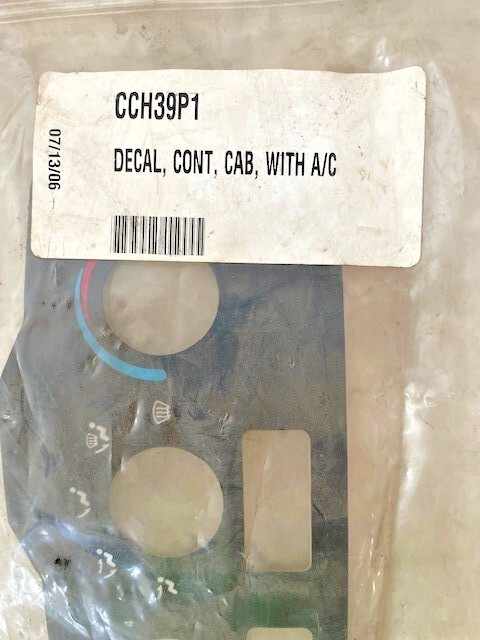 CCH39P1
DECAL, CONT, CAB, WITH A/C
07/13/06